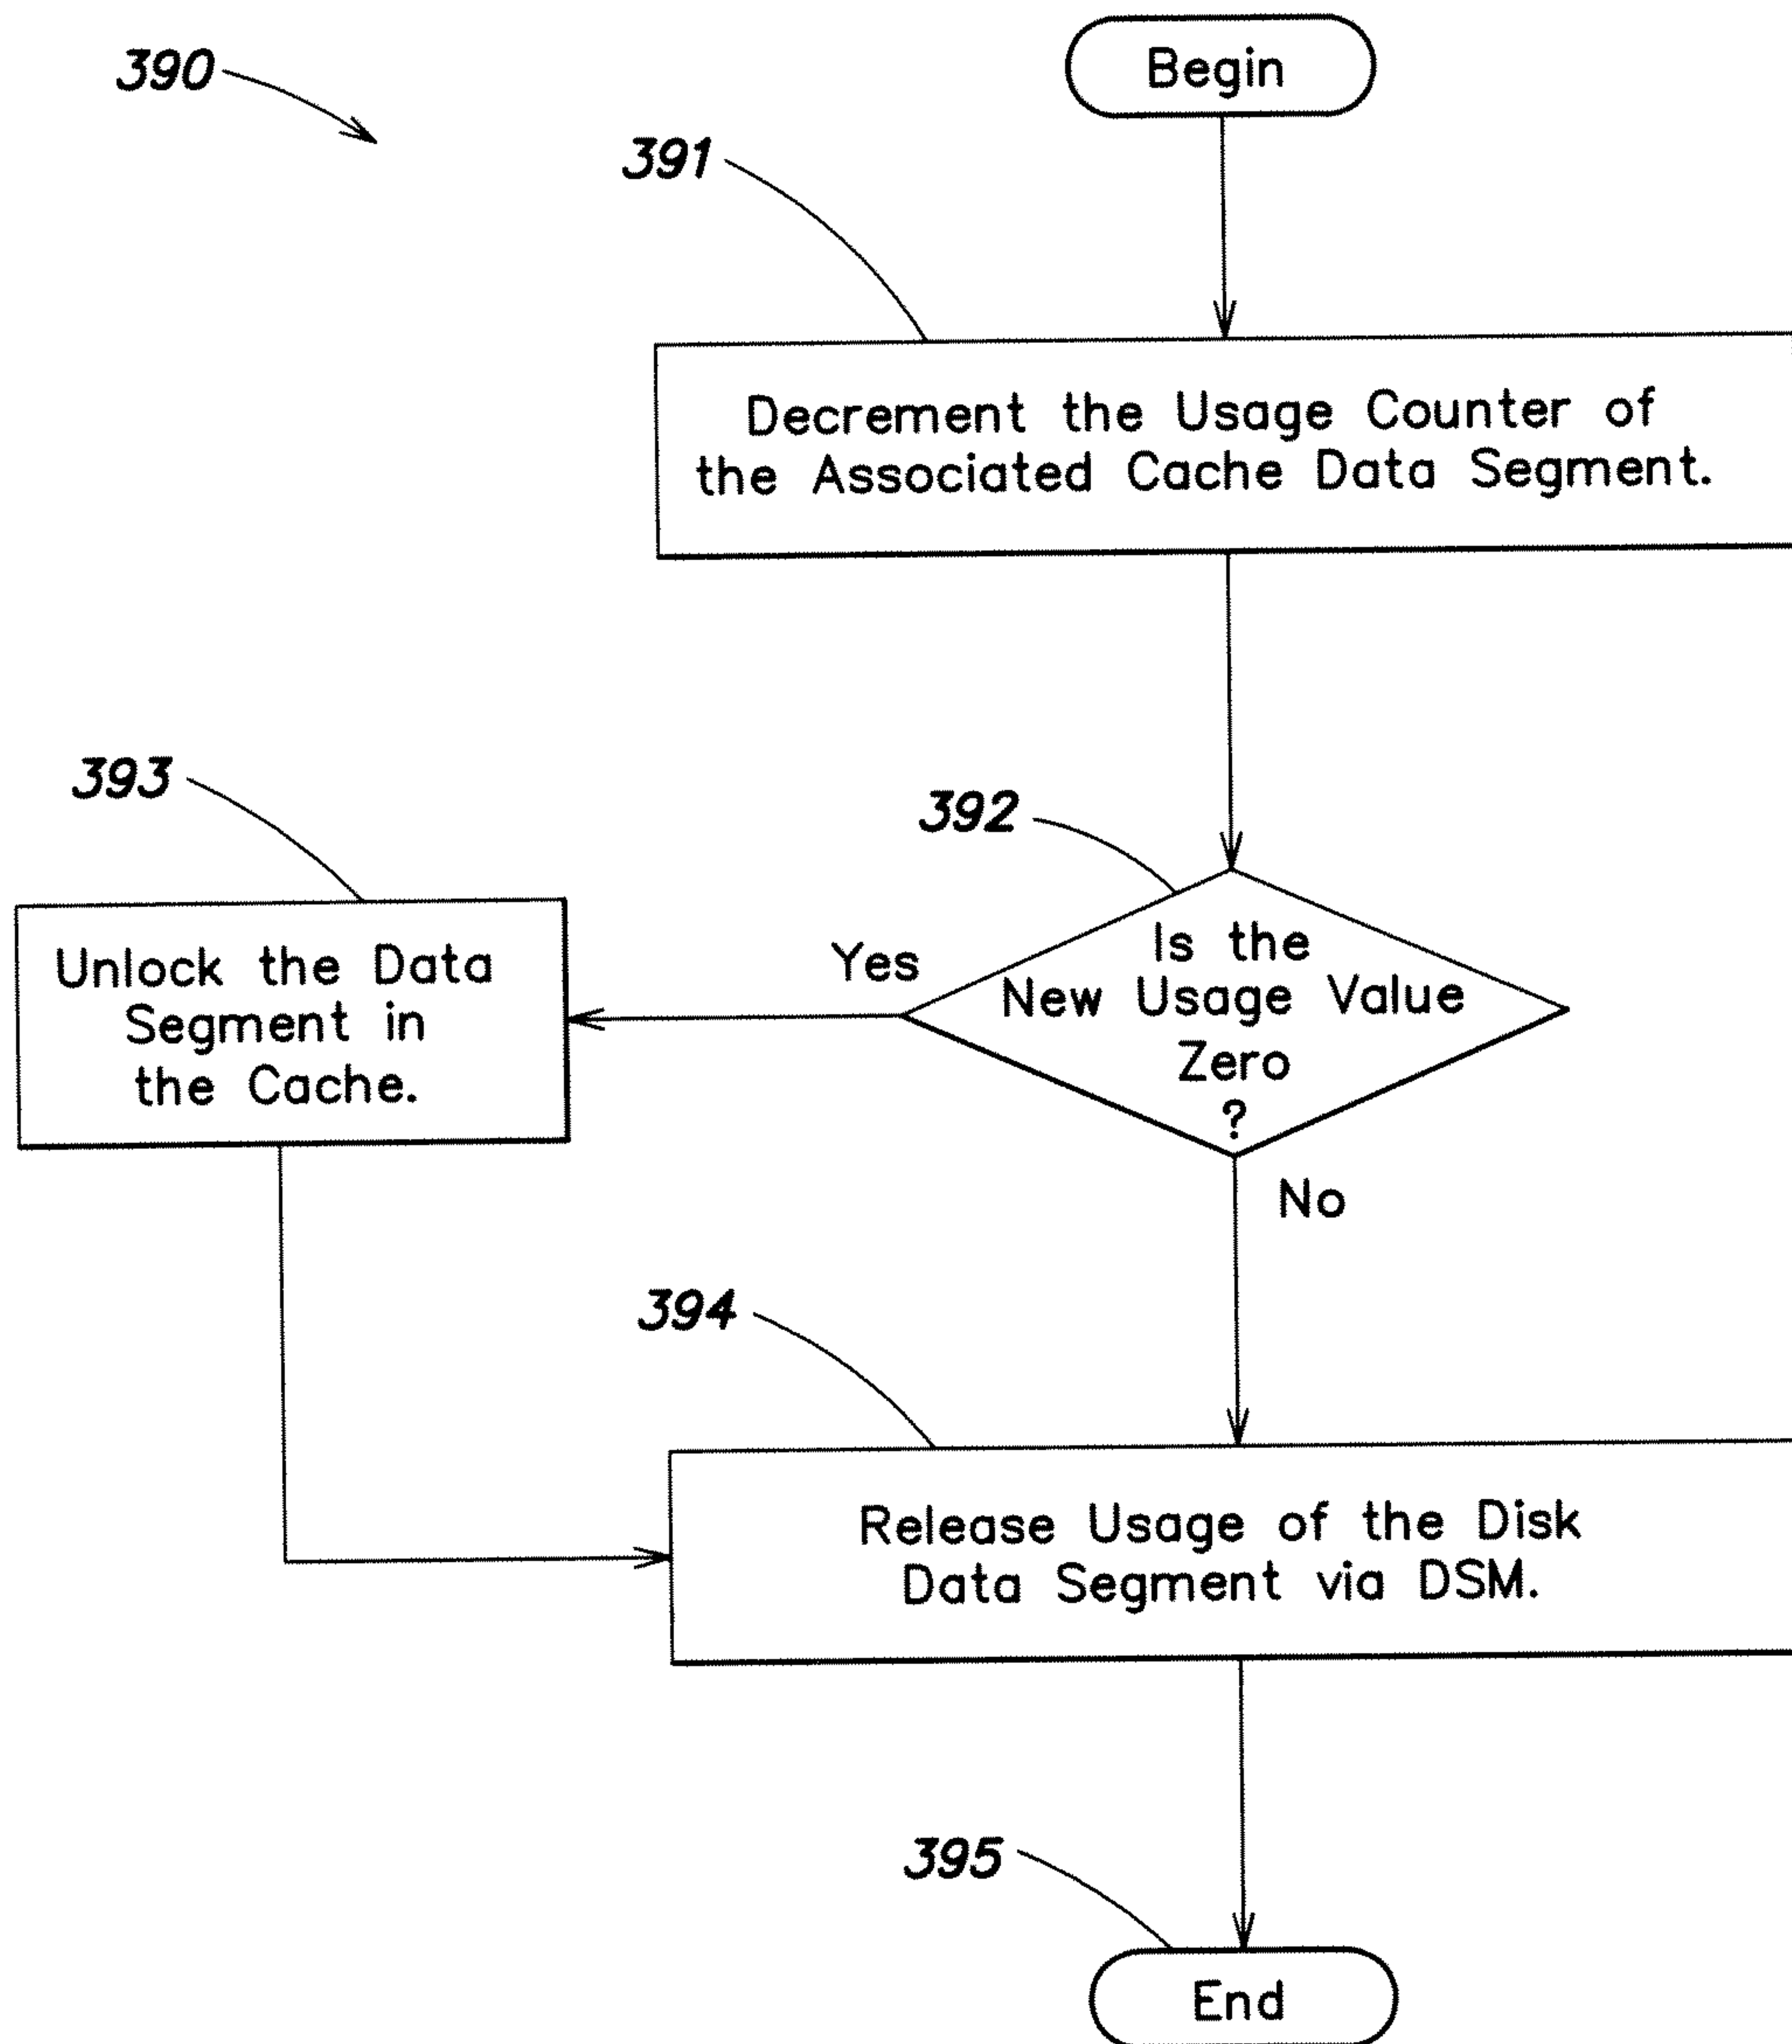 390
Begin
391
Decrement the Usage Counter of
the Associated Cache Data Segment.
393
392
Unlock the Data
Segment in
the Cache.
Yes
Is the
New Usage Value
Zero
?
No
394
Release Usage of the Disk
Data Segment via DSM.
395
End